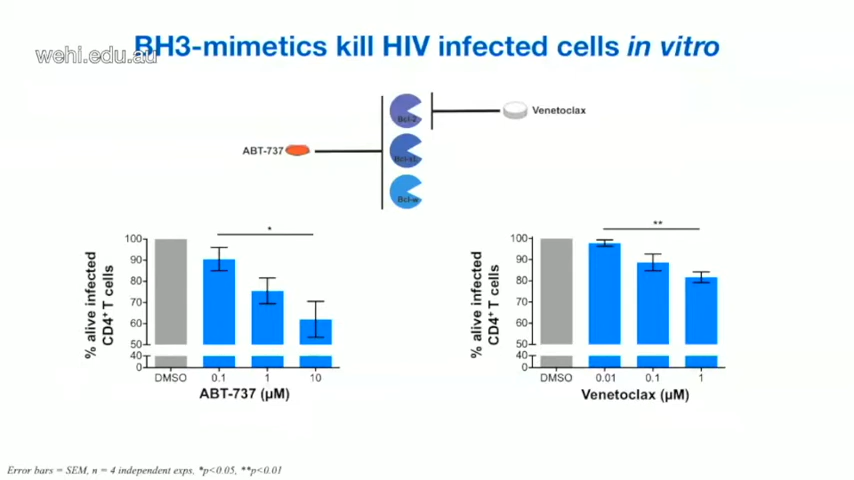 BH3-mimetics kill HIV infected cells in vitro
wehi.edu.au
Bcl-2
Venetoclax
ABT-737
Bcl-xL
Bcl-w
*
100
90
80
70
60
50
40
0
% alive infected
CD4+ T cells
DMSO 0.1 1 10
ABT-737 (µM)
**
100
90
80
70
60
50
40
0
% alive infected
CD4+ T cells
DMSO 0.01 0.1 1
Venetoclax (µM)
Error bars = SEM, n = 4 independent exps, *p<0.05, **p<0.01